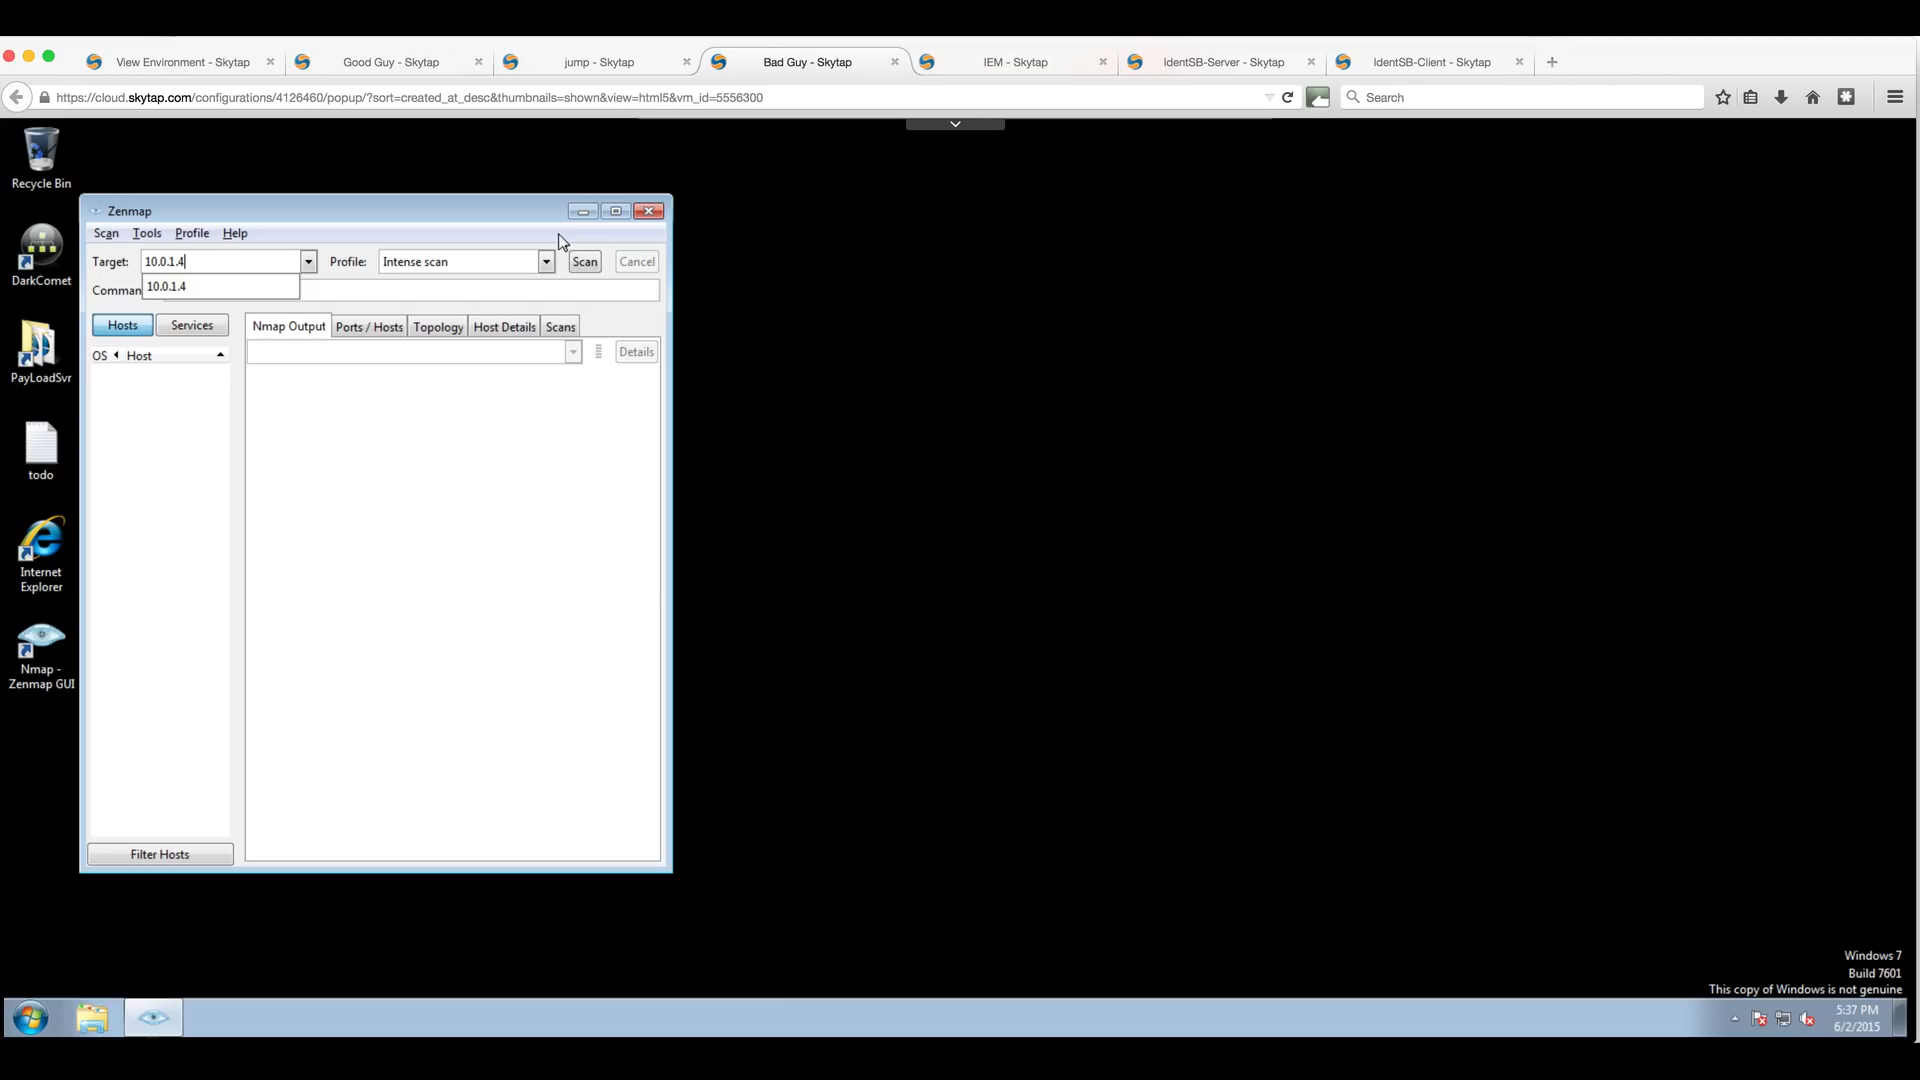 View Environment - Skytap
Good Guy - Skytap
jump - Skytap
Bad Guy - Skytap
IEM - Skytap
IdentSB-Server - Skytap
IdentSB-Client - Skytap
https://cloud.skytap.com/configurations/4126460/popup/?sort=created_at_desc&thumbnails=shown&view=html5&vm_id=5556300
Search
Recycle Bin
DarkComet
PayLoadSvr
todo
Internet
Explorer
Nmap -
Zenmap GUI
Zenmap
Scan Tools Profile Help
Target: 10.0.1.4 Profile: Intense scan Scan Cancel
10.0.1.4
Comman
Hosts Services
Nmap Output Ports / Hosts Topology Host Details Scans
OS Host
Details
Filter Hosts
Windows 7
Build 7601
This copy of Windows is not genuine
5:37 PM
6/2/2015